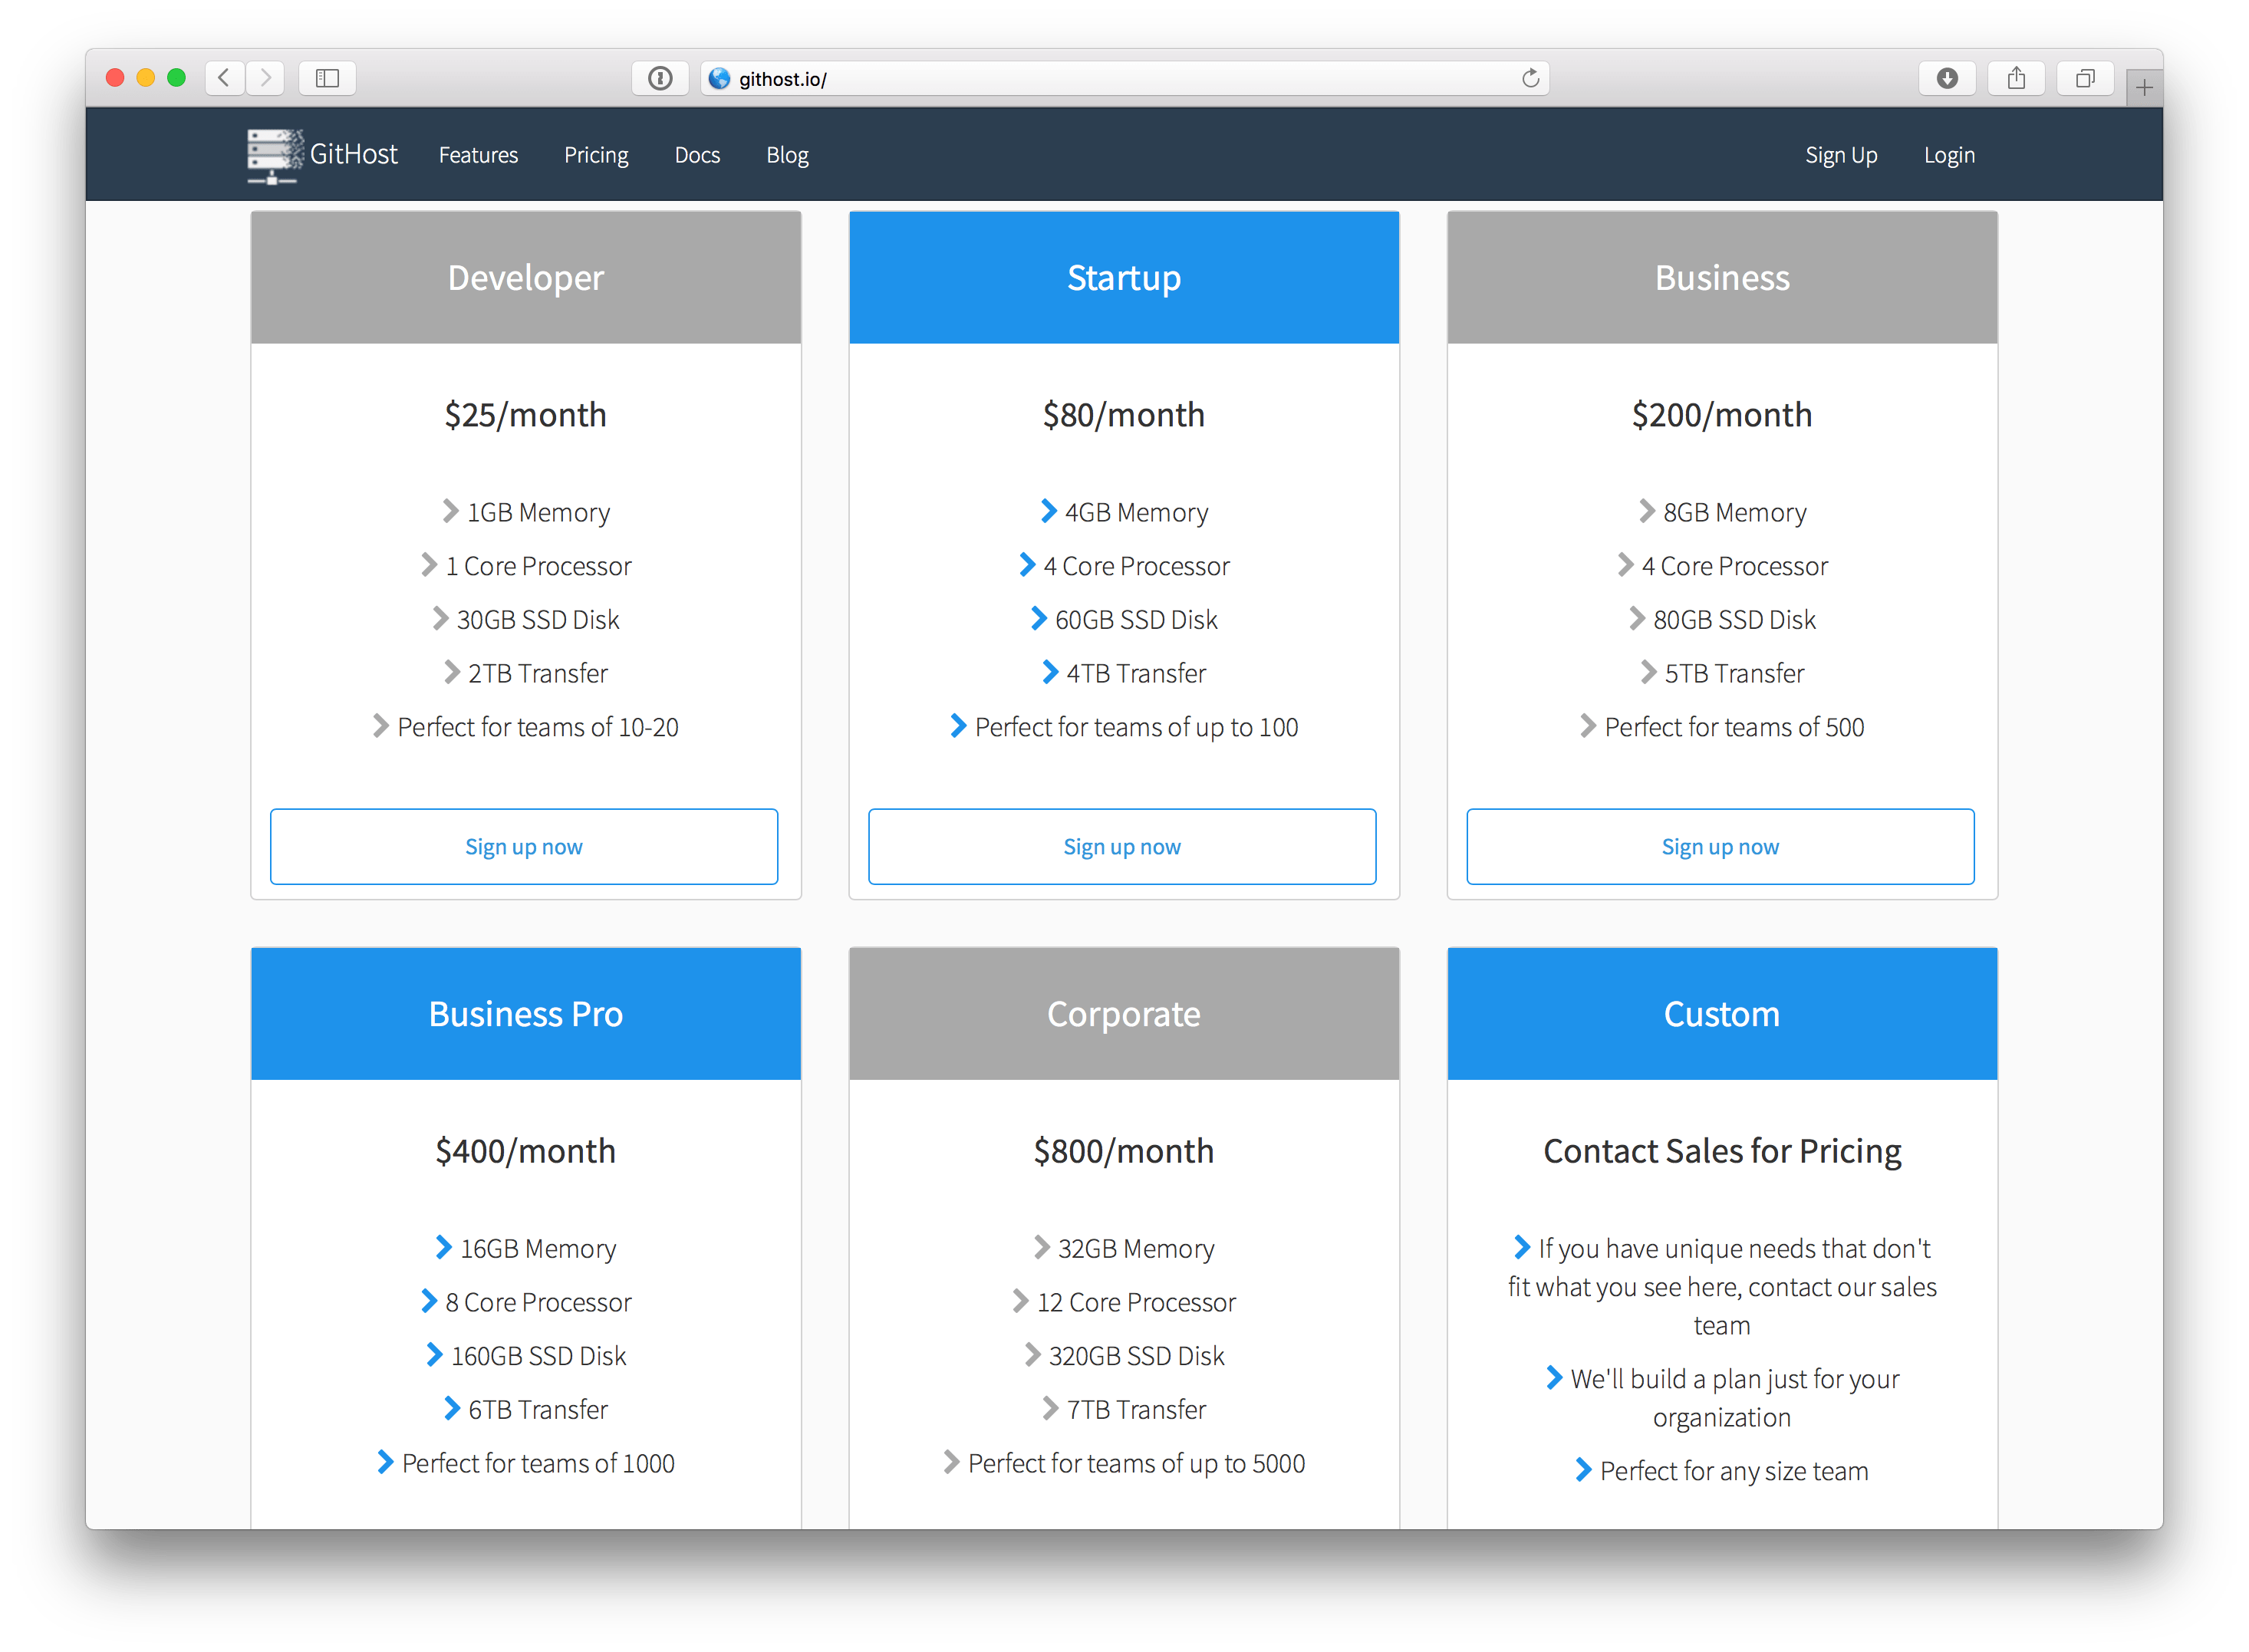 githost.io/
GitHost
Features
Pricing
Docs
Blog
Sign Up
Login
Developer
$25/month
1GB Memory
1 Core Processor
30GB SSD Disk
2TB Transfer
Perfect for teams of 10-20
Sign up now
Startup
$80/month
4GB Memory
4 Core Processor
60GB SSD Disk
4TB Transfer
Perfect for teams of up to 100
Sign up now
Business
$200/month
8GB Memory
4 Core Processor
80GB SSD Disk
5TB Transfer
Perfect for teams of 500
Sign up now
Business Pro
$400/month
16GB Memory
8 Core Processor
160GB SSD Disk
6TB Transfer
Perfect for teams of 1000
Corporate
$800/month
32GB Memory
12 Core Processor
320GB SSD Disk
7TB Transfer
Perfect for teams of up to 5000
Custom
Contact Sales for Pricing
If you have unique needs that don't
fit what you see here, contact our sales
team
We'll build a plan just for your
organization
Perfect for any size team